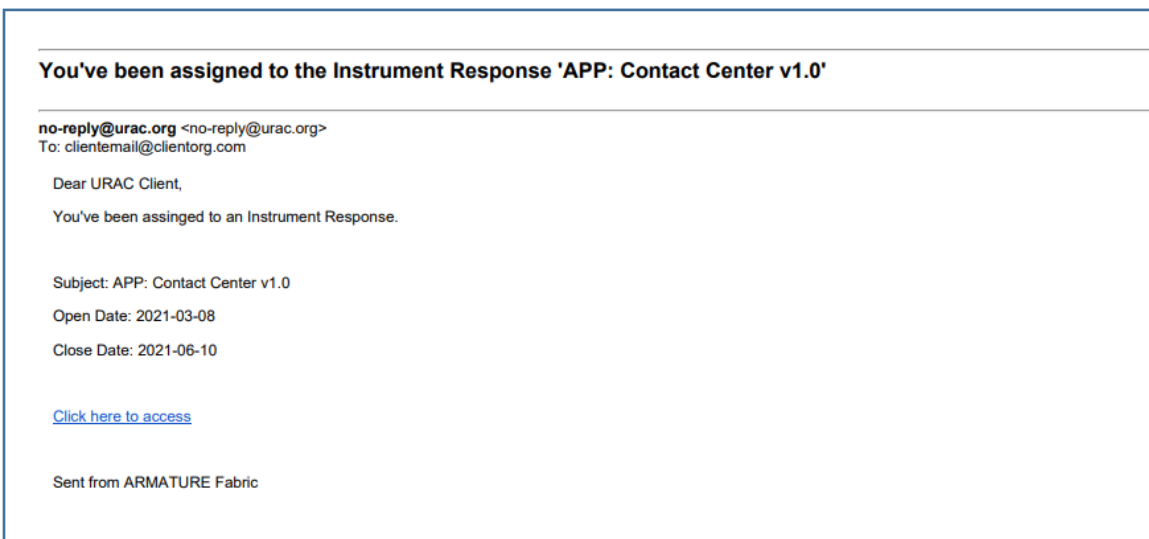 You've been assigned to the Instrument Response 'APP: Contact Center v1.0'
no-reply@urac.org <no-reply@urac.org>
To: clientemail@clientorg.com
Dear URAC Client,
You've been assinged to an Instrument Response.
Subject: APP: Contact Center v1.0
Open Date: 2021-03-08
Close Date: 2021-06-10
Click here to access
Sent from ARMATURE Fabric